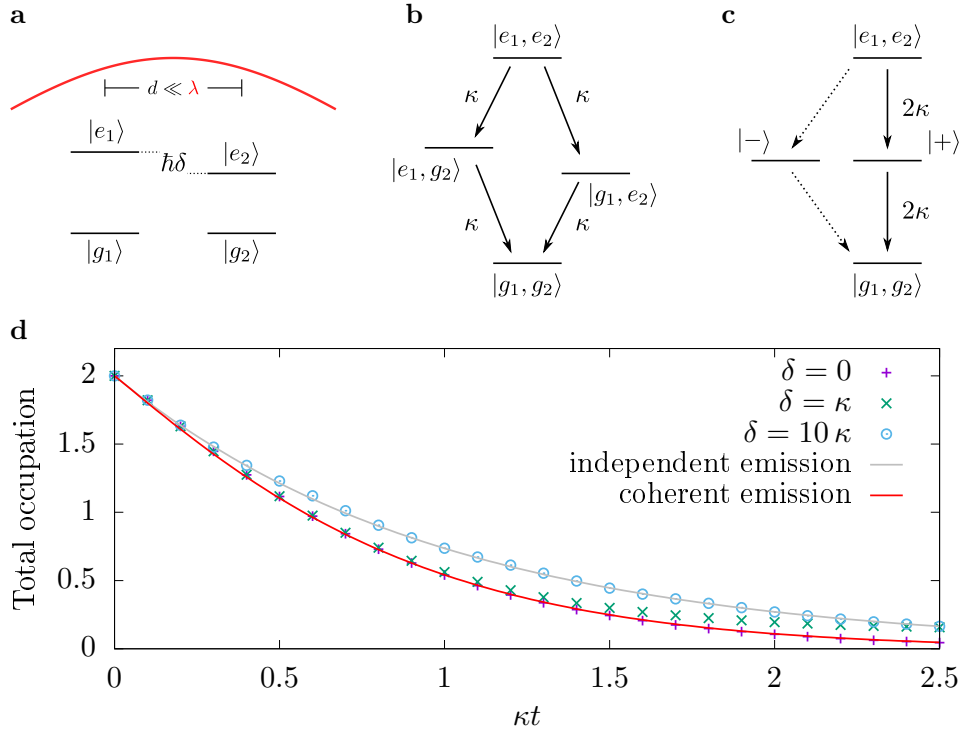 a
d ≪ λ
|e₁⟩
ħδ
|e₂⟩
|g₁⟩
|g₂⟩
b
|e₁, e₂⟩
κ
κ
|e₁, g₂⟩
|g₁, e₂⟩
κ
κ
|g₁, g₂⟩
c
|e₁, e₂⟩
2κ
|−⟩
|+⟩
2κ
|g₁, g₂⟩
d
Total occupation
2
1.5
1
0.5
0
0
0.5
1
1.5
2
2.5
κt
δ = 0
δ = κ
δ = 10 κ
independent emission
coherent emission